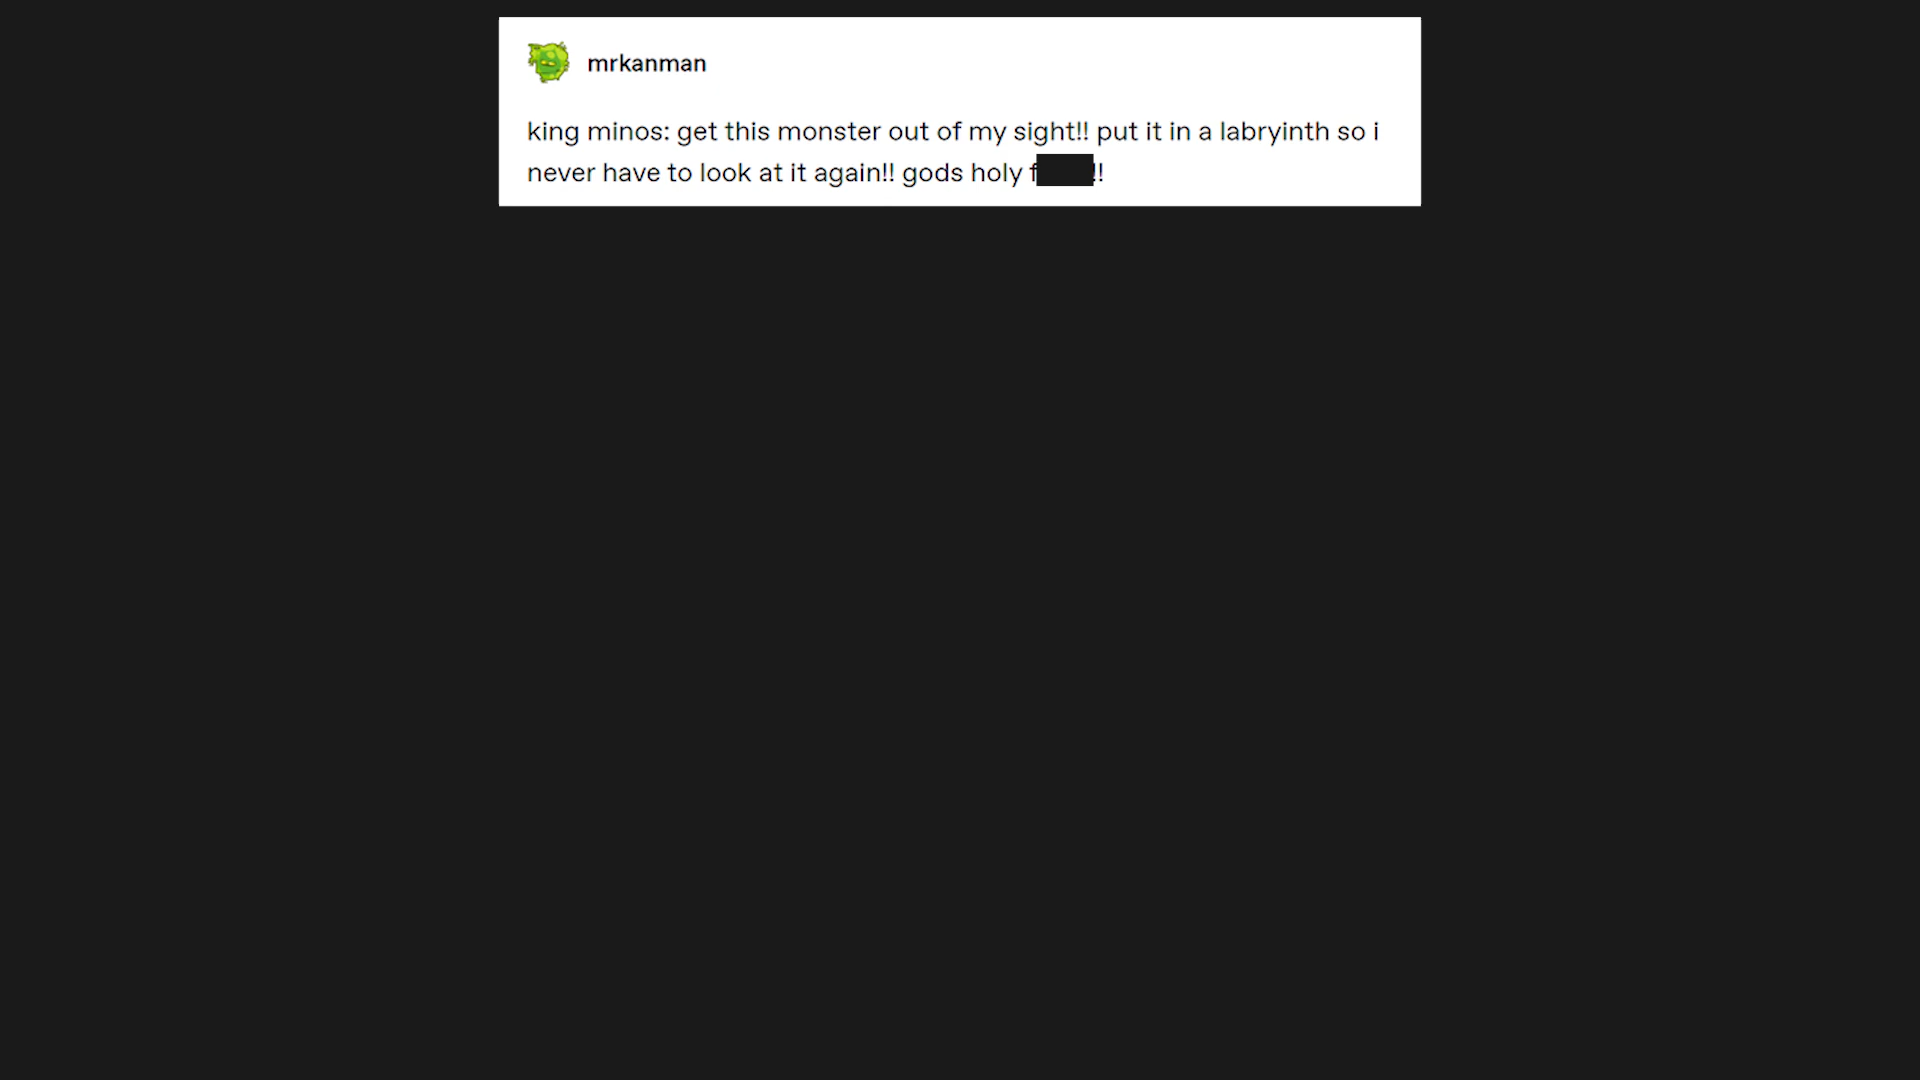 mrkanman
king minos: get this monster out of my sight!! put it in a labryinth so i
never have to look at it again!! gods holy f !!